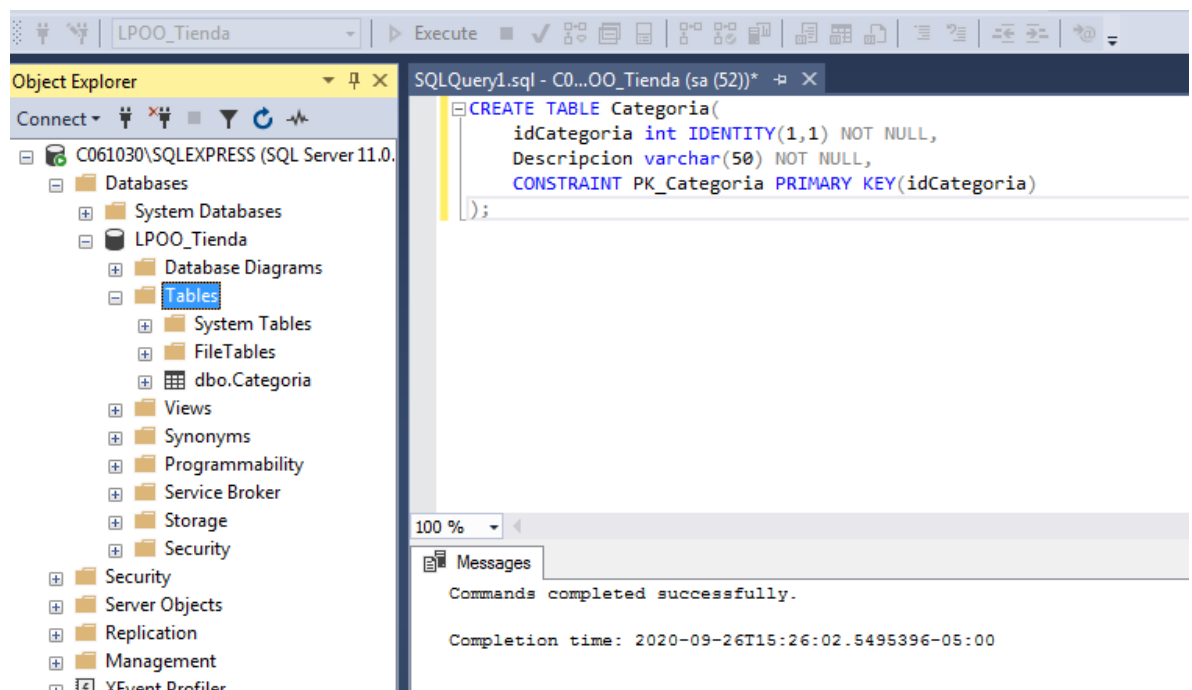 LPOO_Tienda
Execute
Object Explorer
Connect
C061030\SQLEXPRESS (SQL Server 11.0.
Databases
System Databases
LPOO_Tienda
Database Diagrams
Tables
System Tables
FileTables
dbo.Categoria
Views
Synonyms
Programmability
Service Broker
Storage
Security
Security
Server Objects
Replication
Management
XEvent Profiler
SQLQuery1.sql - C0...OO_Tienda (sa (52))*
CREATE TABLE Categoria(
idCategoria int IDENTITY(1,1) NOT NULL,
Descripcion varchar(50) NOT NULL,
CONSTRAINT PK_Categoria PRIMARY KEY(idCategoria)
);
100 %
Messages
Commands completed successfully.
Completion time: 2020-09-26T15:26:02.5495396-05:00